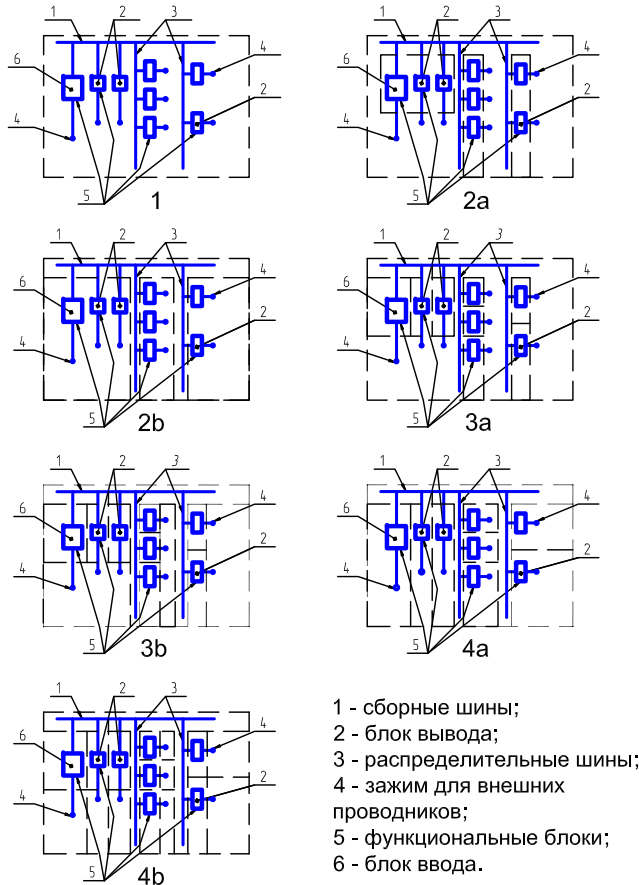 1 2 3
4
6
2
4
5
1
1 2 3
4
6
2
4
5
2a
1 2 3
4
6
2
4
5
2b
1 2 3
4
6
2
4
5
3a
1 2 3
4
6
2
4
5
3b
1 2 3
4
6
2
4
5
4a
1 2 3
4
6
2
4
5
4b
1 - сборные шины;
2 - блок вывода;
3 - распределительные шины;
4 - зажим для внешних
проводников;
5 - функциональные блоки;
6 - блок ввода.